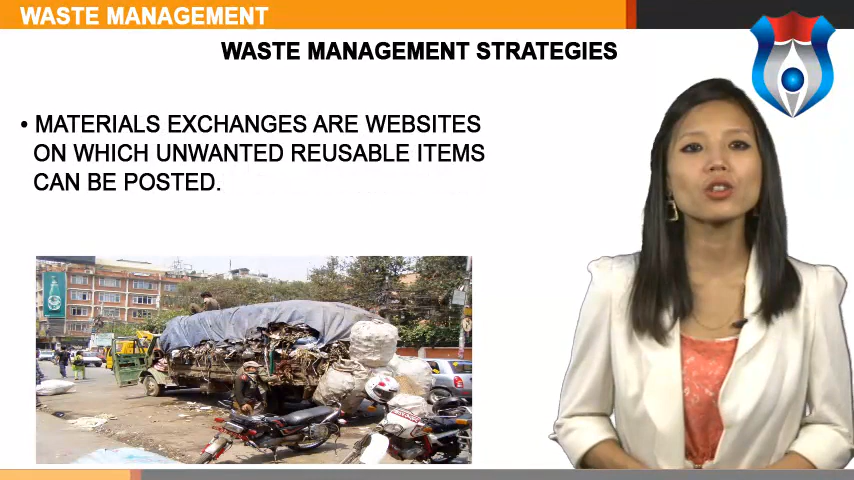 WASTE MANAGEMENT
WASTE MANAGEMENT STRATEGIES
• MATERIALS EXCHANGES ARE WEBSITES
ON WHICH UNWANTED REUSABLE ITEMS
CAN BE POSTED.